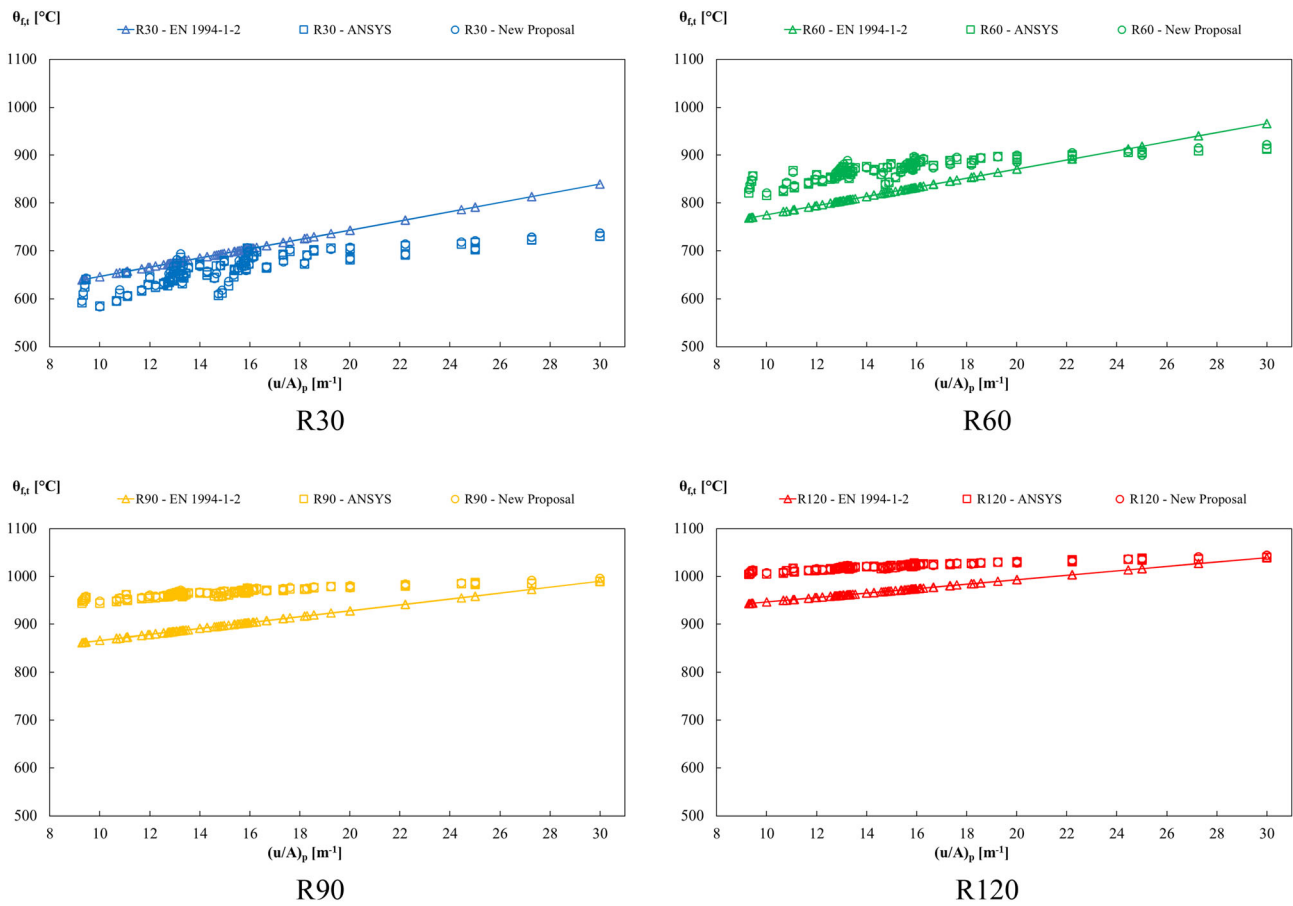 θf,t [°C]
R30 - EN 1994-1-2 R30 - ANSYS R30 - New Proposal
1100
1000
900
800
700
600
500
8 10 12 14 16 18 20 22 24 26 28 30
(u/A)p [m-1]
R30
θf,t [°C]
R60 - EN 1994-1-2 R60 - ANSYS R60 - New Proposal
1100
1000
900
800
700
600
500
8 10 12 14 16 18 20 22 24 26 28 30
(u/A)p [m-1]
R60
θf,t [°C]
R90 - EN 1994-1-2 R90 - ANSYS R90 - New Proposal
1100
1000
900
800
700
600
500
8 10 12 14 16 18 20 22 24 26 28 30
(u/A)p [m-1]
R90
θf,t [°C]
R120 - EN 1994-1-2 R120 - ANSYS R120 - New Proposal
1100
1000
900
800
700
600
500
8 10 12 14 16 18 20 22 24 26 28 30
(u/A)p [m-1]
R120